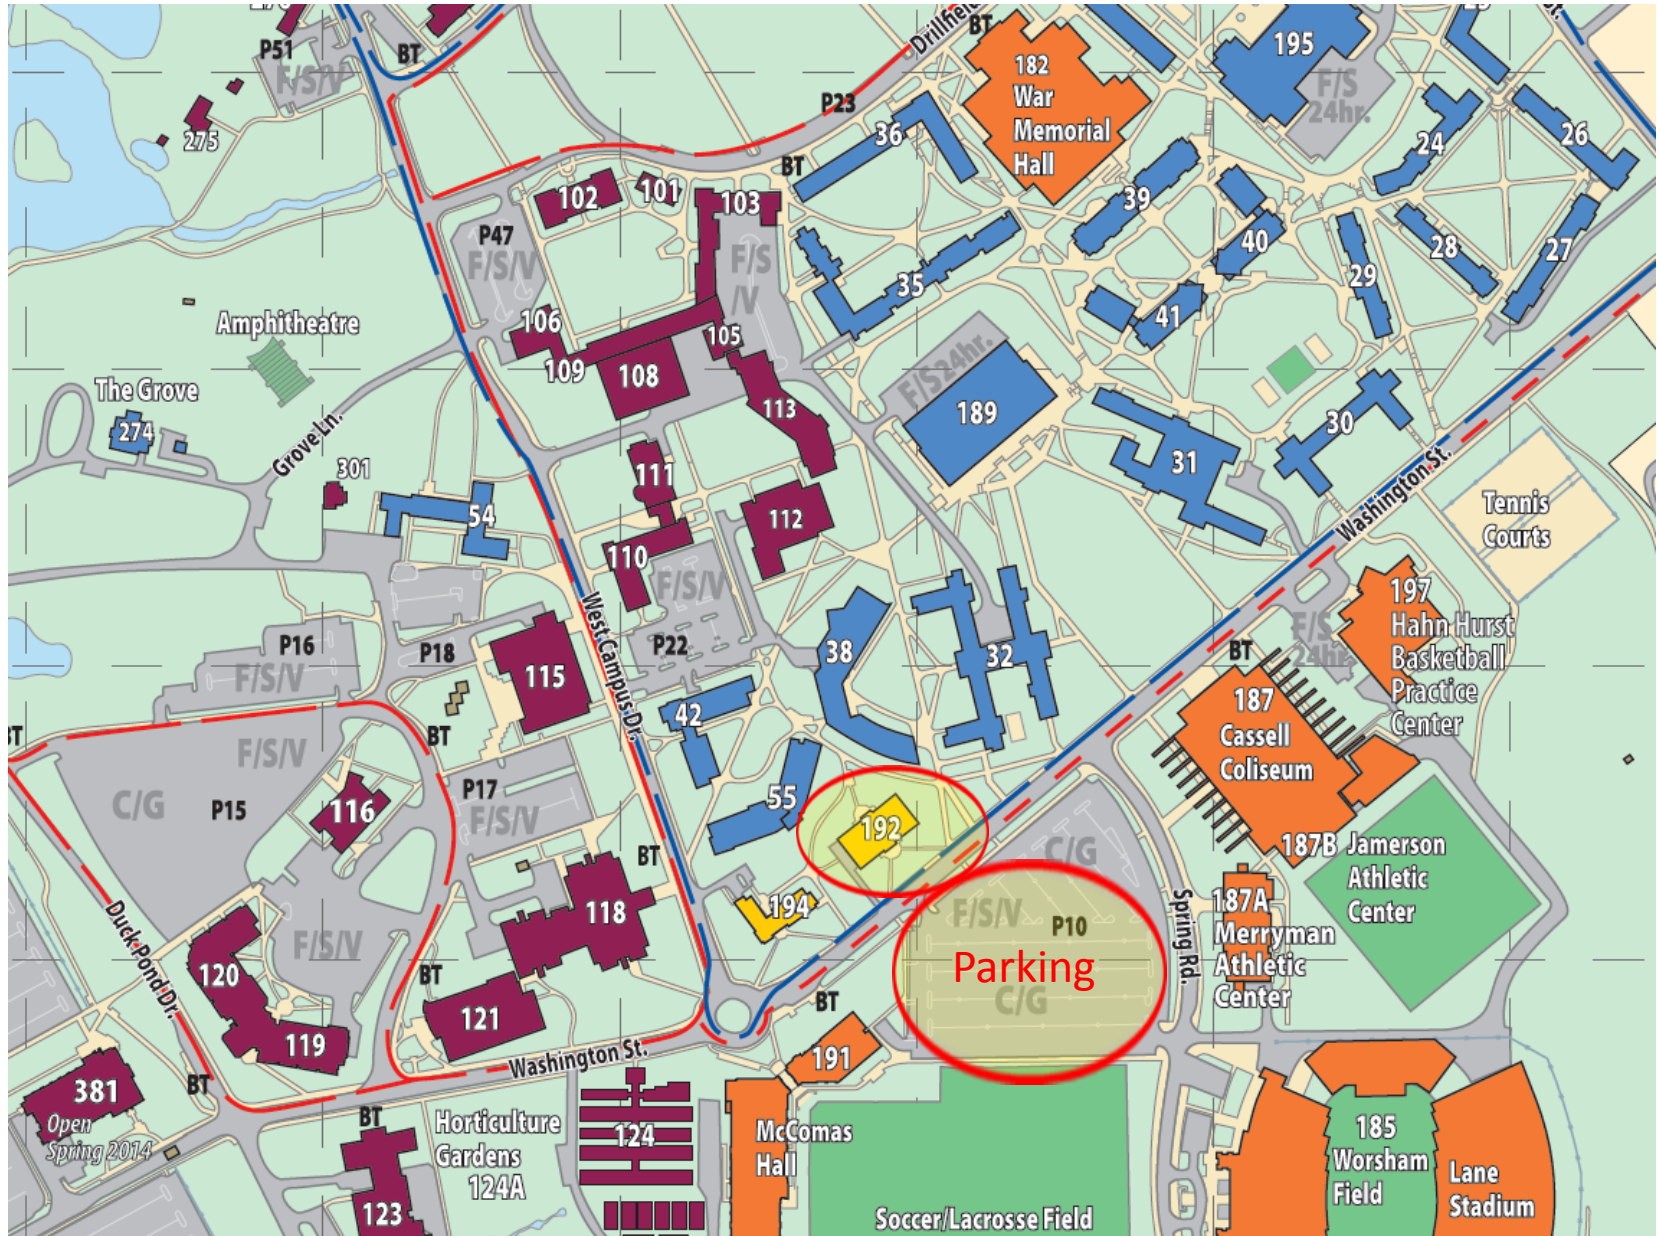 P51
BT
F/S/V
275
Drillfield
BT
182
War
Memorial
Hall
195
F/S
24hr.
P23
36
BT
24
26
102
101
103
39
40
P47
F/S/V
F/S
/V
35
29
28
27
Amphitheatre
106
105
41
109
108
F/S 24hr.
The Grove
274
113
189
30
Grove Ln.
301
111
31
54
112
Washington St.
Tennis
Courts
110
F/S/V
West Campus Dr.
197
Hahn Hurst
Basketball
Practice
Center
F/S
24hr.
P16
F/S/V
P18
P22
38
32
BT
115
42
187
Cassell
Coliseum
BT
BT
F/S/V
C/G
P15
116
P17
F/S/V
55
192
BT
C/G
187B
Jamerson
Athletic
Center
118
194
F/S/V
P10
Spring Rd.
187A
Merryman
Athletic
Center
Duck Pond Dr.
F/S/V
120
BT
Parking
C/G
BT
121
119
Washington St.
191
381
Open
Spring 2014
BT
BT
Horticulture
Gardens
124A
124
McComas
Hall
185
Worsham
Field
Lane
Stadium
123
Soccer/Lacrosse Field